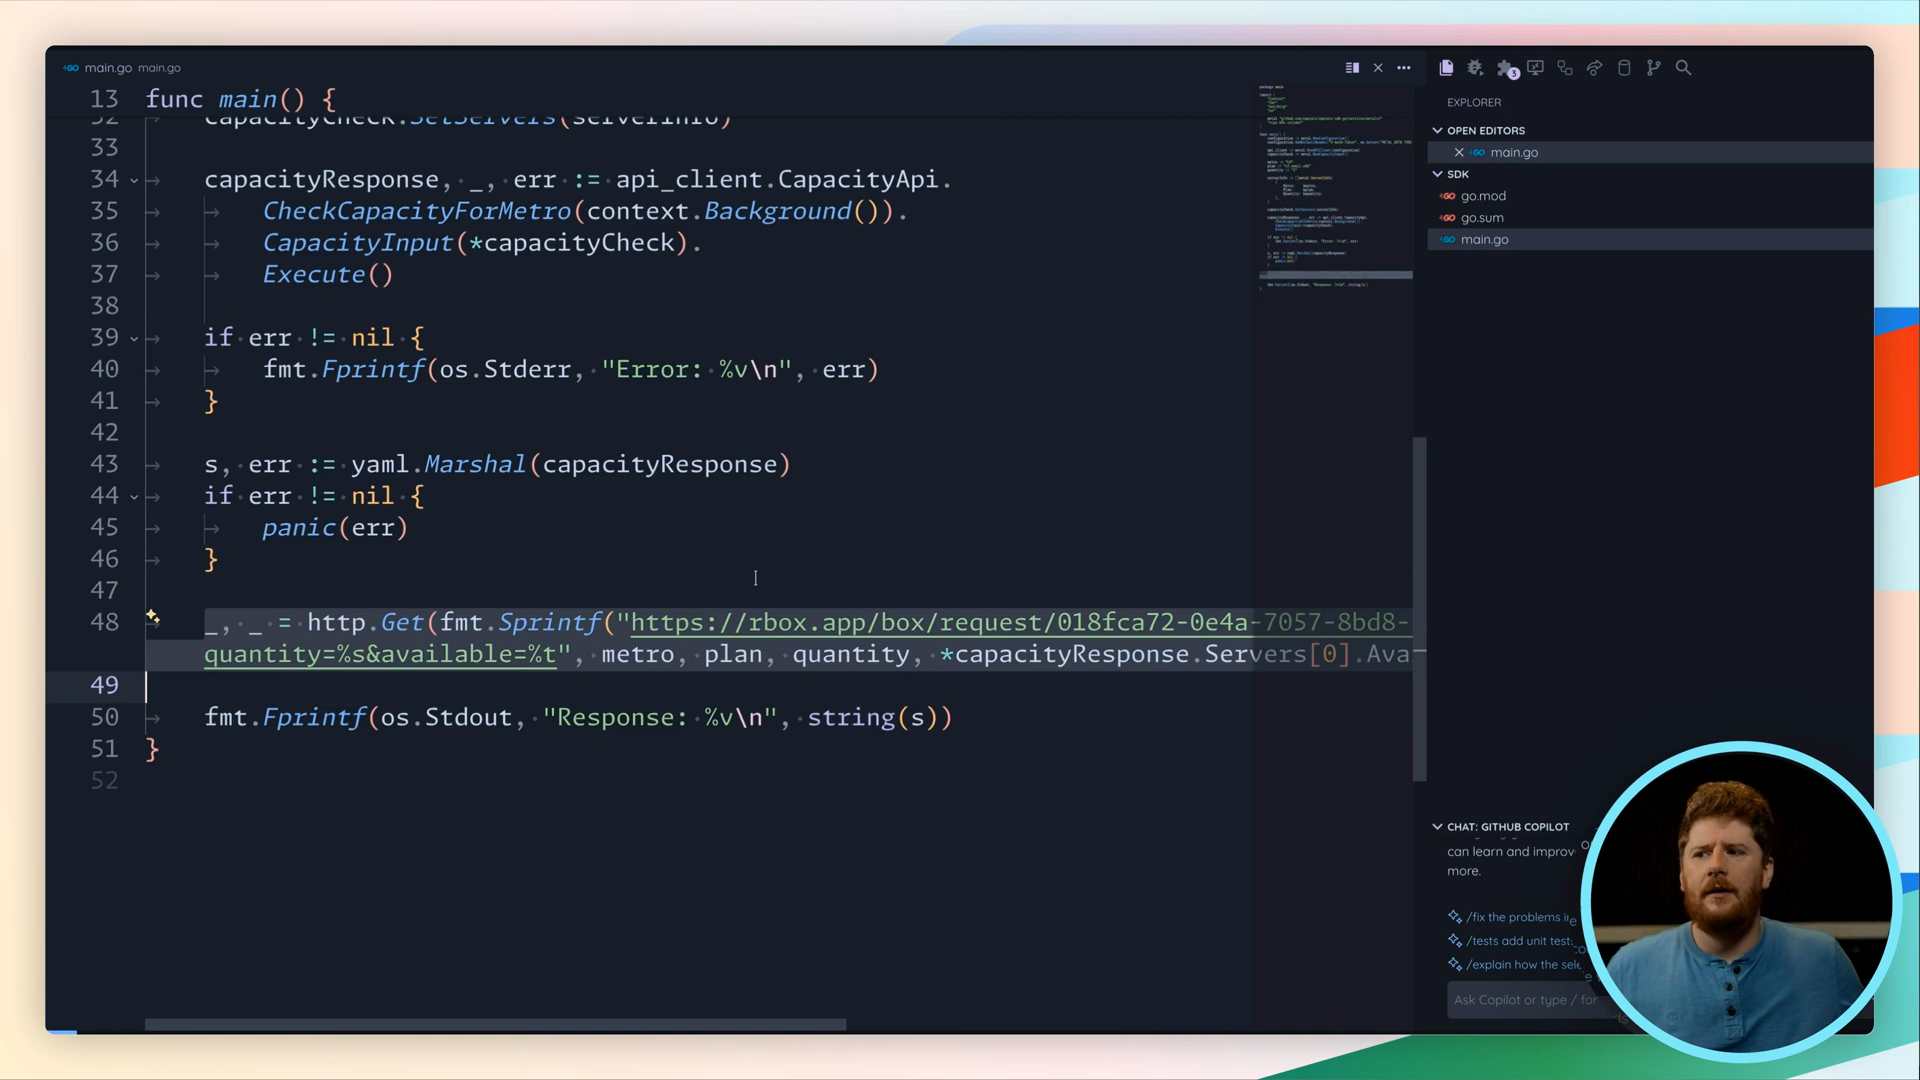 main.go main.go
13 func main() {
32 capacityCheck.SetServers(serverInfo)
33
34 capacityResponse, _, err := api_client.CapacityApi.
35 CheckCapacityForMetro(context.Background()).
36 CapacityInput(*capacityCheck).
37 Execute()
38
39 if err != nil {
40 fmt.Fprintf(os.Stderr, "Error: %v\n", err)
41 }
42
43 s, err := yaml.Marshal(capacityResponse)
44 if err != nil {
45 panic(err)
46 }
47
48 _, _ = http.Get(fmt.Sprintf("https://rbox.app/box/request/018fca72-0e4a-7057-8bd8-
quantity=%s&available=%t", metro, plan, quantity, *capacityResponse.Servers[0].Ava
49
50 fmt.Fprintf(os.Stdout, "Response: %v\n", string(s))
51 }
52
3
EXPLORER
OPEN EDITORS
main.go
SDK
go.mod
go.sum
main.go
CHAT: GITHUB COPILOT
can learn and improv
more.
/fix the problems i
/tests add unit test
/explain how the sele
Ask Copilot or type / for